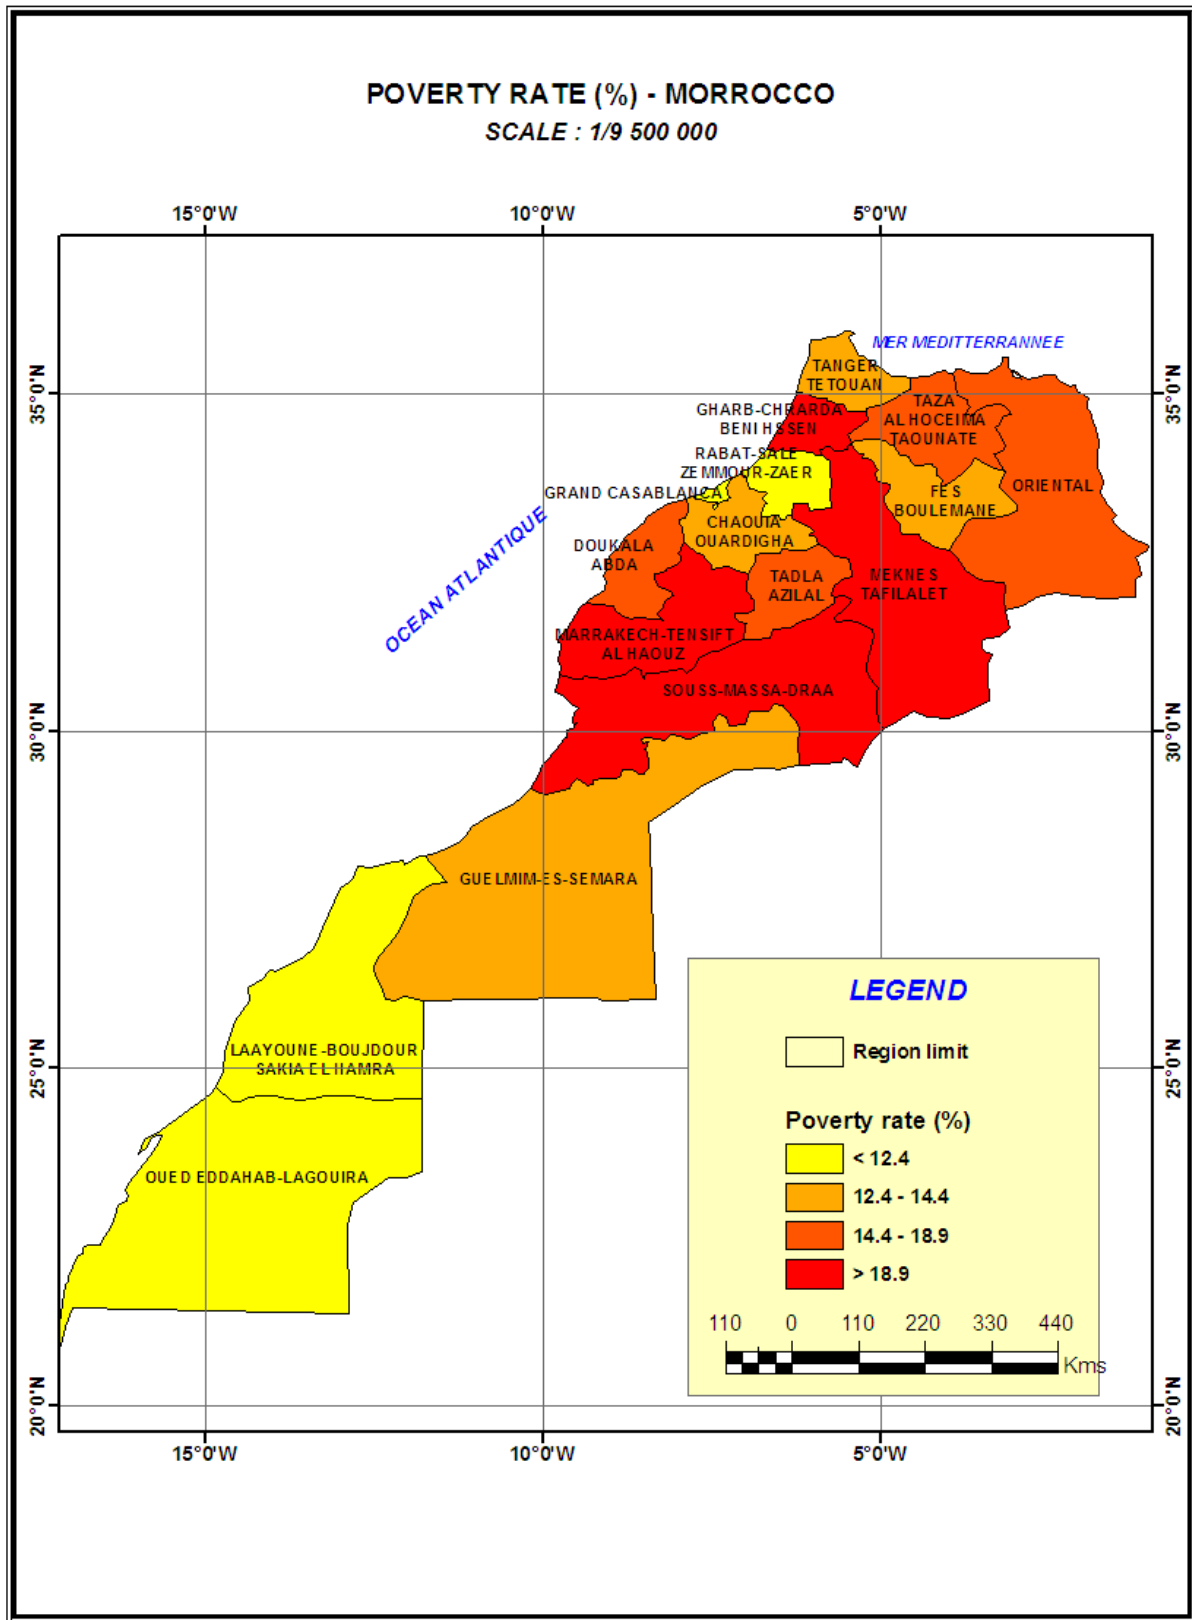 POVERTY RATE (%) - MORROCCO
SCALE : 1/9 500 000
15°0'W 10°0'W 5°0'W
MER MEDITTERRANNEE
35°0'N 35°0'N
TANGER
TETOUAN
TAZA
AL HOCEIMA
TAOUNATE
GHARB-CHRARDA
BENI HSSEN
RABAT-SALE
ZEMMOUR-ZAER
ORIENTAL
GRAND CASABLANCA
FES
BOULEMANE
CHAOUIA
OUARDIGHA
DOUKALA
ABDA
OCEAN ATLANTIQUE
TADLA
AZILAL
MEKNES
TAFILALET
MARRAKECH-TENSIFT
AL HAOUZ
SOUSS-MASSA-DRAA
30°0'N 30°0'N
GUELMIM-ES-SEMARA
LAAYOUNE-BOUJDOUR
SAKIA EL HAMRA
25°0'N 25°0'N
OUED EDDAHAB-LAGOUIRA
LEGEND
Region limit
Poverty rate (%)
< 12.4
12.4 - 14.4
14.4 - 18.9
> 18.9
110 0 110 220 330 440
Kms
20°0'N 20°0'N
15°0'W 10°0'W 5°0'W